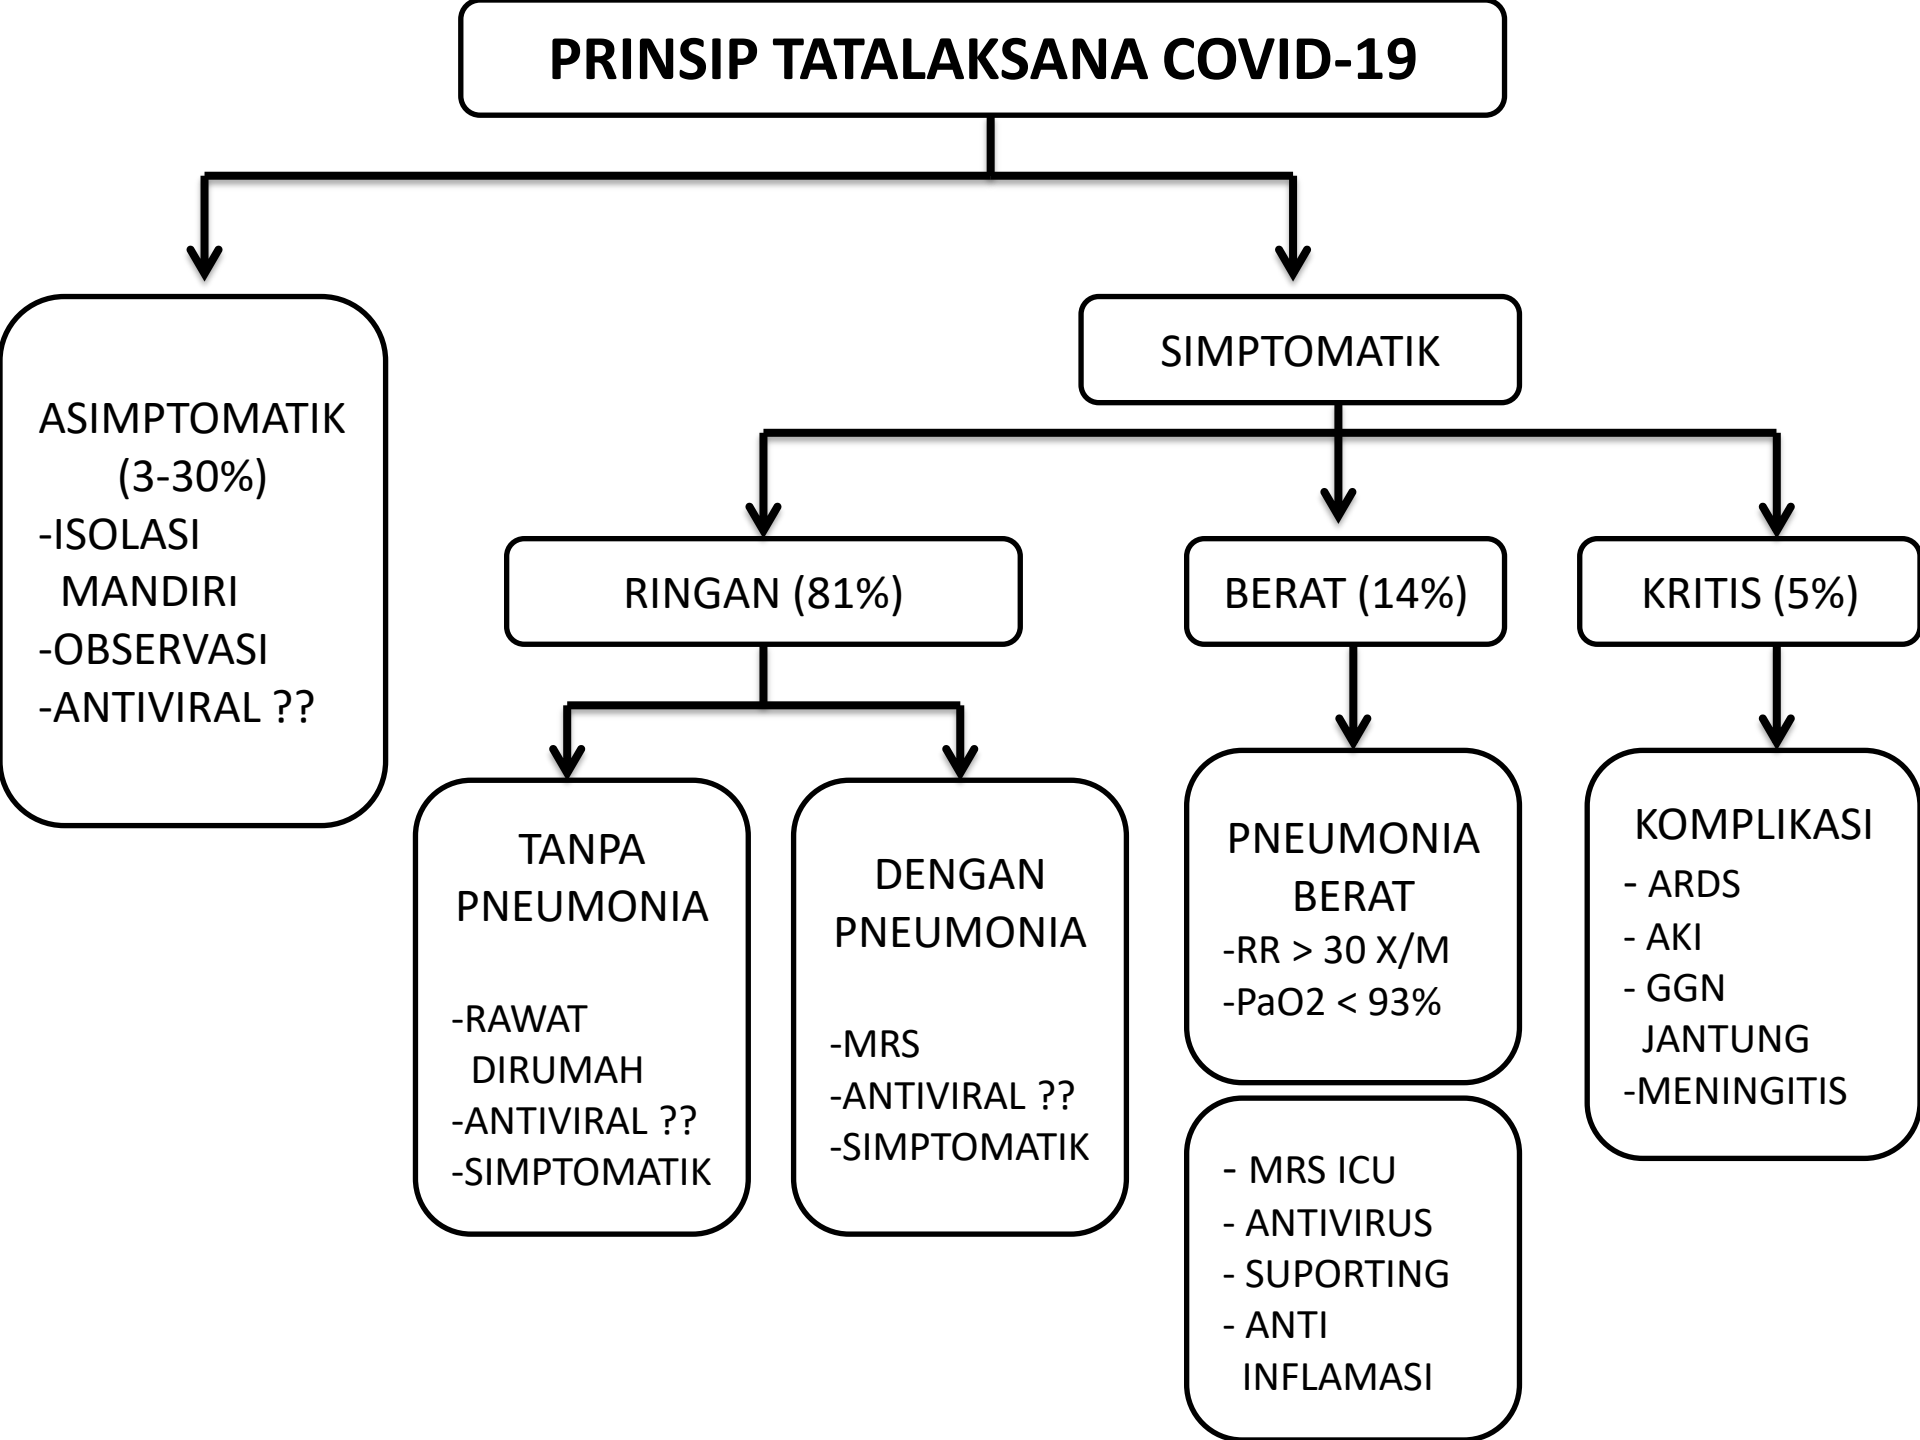 PRINSIP TATALAKSANA COVID-19
ASIMPTOMATIK
(3-30%)
-ISOLASI
MANDIRI
-OBSERVASI
-ANTIVIRAL ??
SIMPTOMATIK
RINGAN (81%)
BERAT (14%)
KRITIS (5%)
TANPA
PNEUMONIA
-RAWAT
DIRUMAH
-ANTIVIRAL ??
-SIMPTOMATIK
DENGAN
PNEUMONIA
-MRS
-ANTIVIRAL ??
-SIMPTOMATIK
PNEUMONIA
BERAT
-RR > 30 X/M
-PaO2 < 93%
- MRS ICU
- ANTIVIRUS
- SUPORTING
- ANTI
INFLAMASI
KOMPLIKASI
- ARDS
- AKI
- GGN
JANTUNG
-MENINGITIS